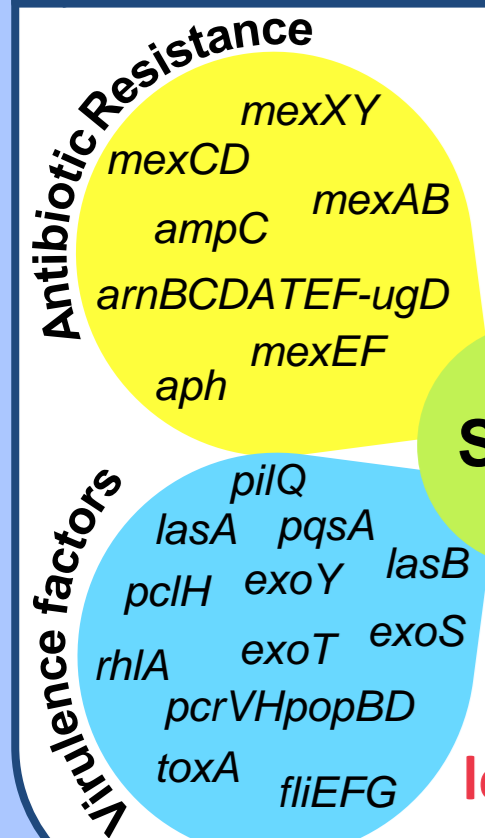 Antibiotic Resistance
mexXY
mexCD
mexAB
ampC
arnBCDATEF-ugD
mexEF
aph
S
Virulence factors
pilQ
lasA pqsA
lasB
pclH exoY
exoS
rhlA exoT
pcrVHpopBD
toxA
fliEFG